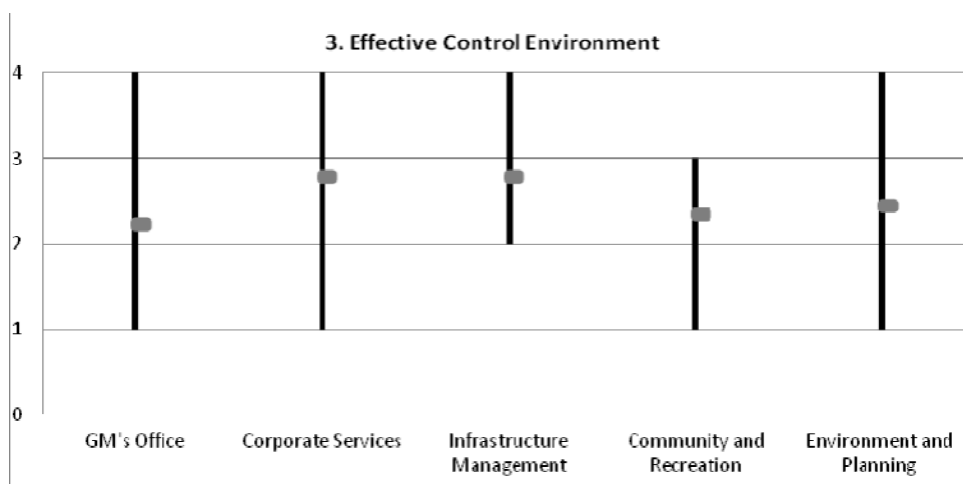 3. Effective Control Environment
4
3
2
1
0
GM's Office
Corporate Services
Infrastructure
Management
Community and
Recreation
Environment and
Planning